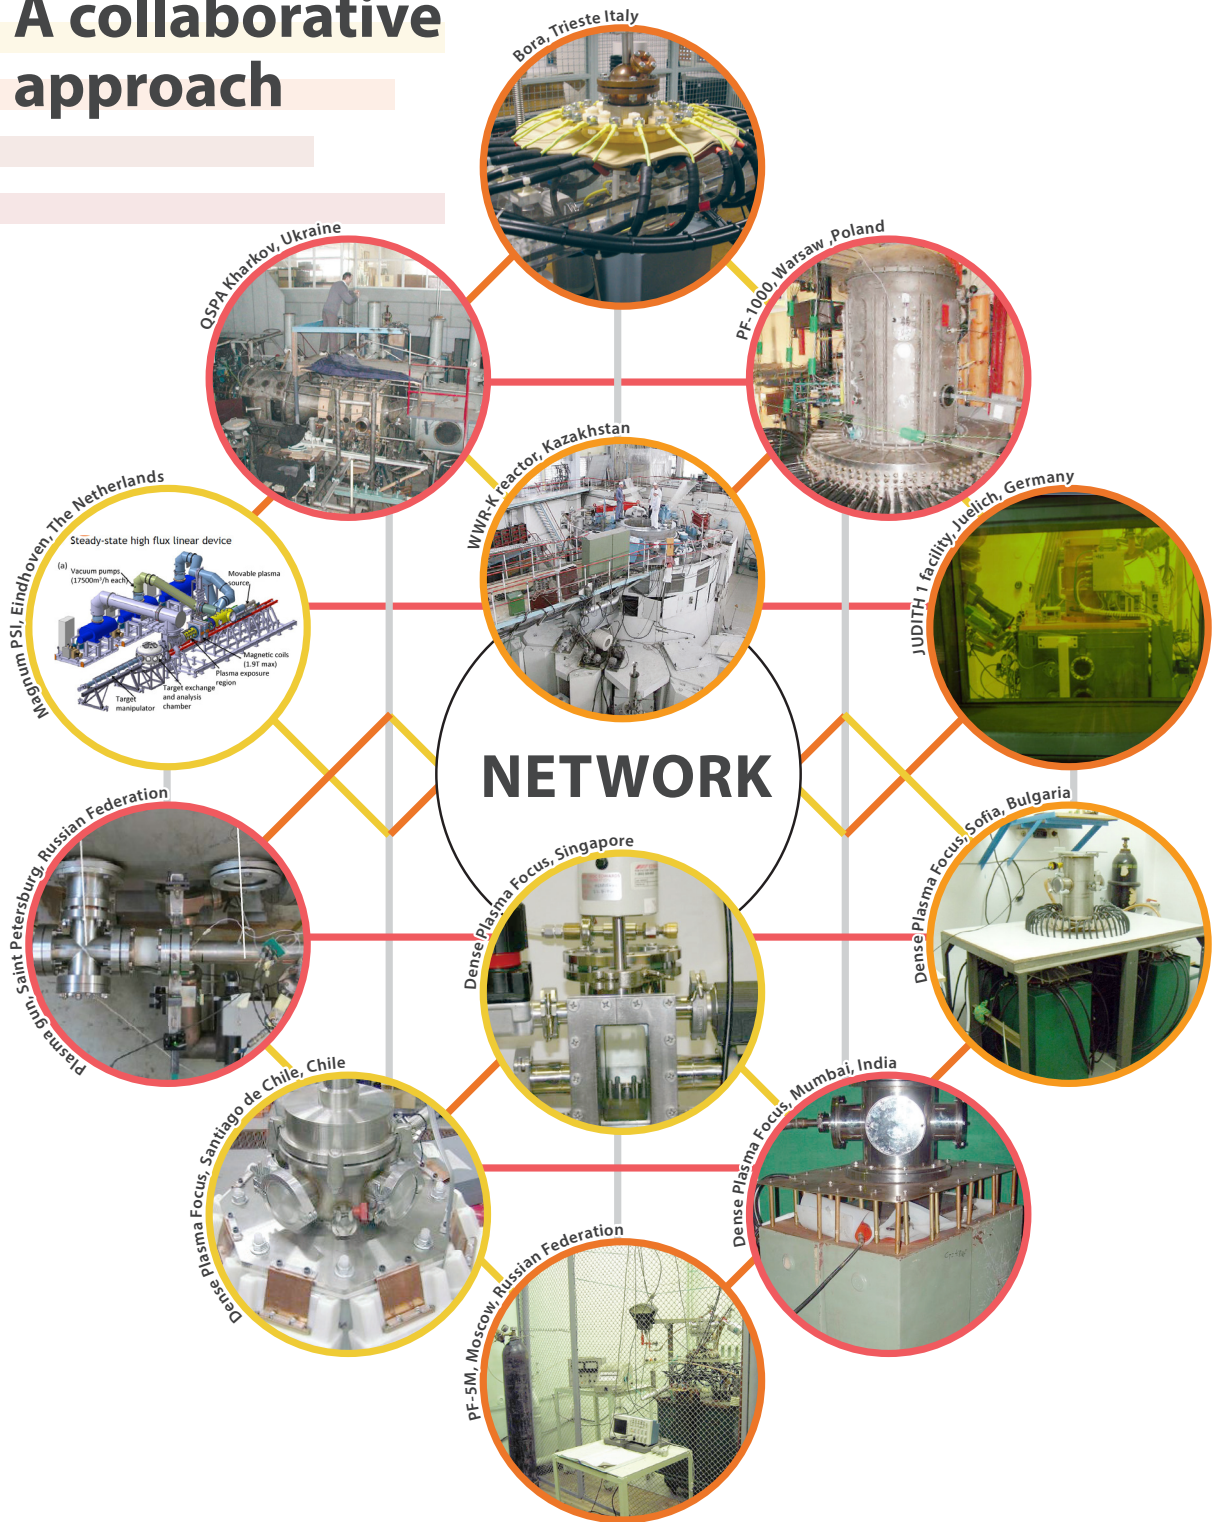 A collaborative
approach
Bora, Trieste Italy
QSPA Kharkov, Ukraine
PF-1000, Warsaw ,Poland
WWR-K reactor, Kazakhstan
Magnum PSI, Eindhoven, The Netherlands
Steady-state high flux linear device
(a)
Vacuum pumps
(17500m³/h each)
Movable plasma
source
Magnetic coils
(1.9T max)
Plasma exposure
region
Target exchange
and analysis
chamber
Target
manipulator
JUDITH 1 facility, Juelich, Germany
NETWORK
Plasma gun, Saint Petersburg, Russian Federation
Dense Plasma Focus, Singapore
Dense Plasma Focus, Sofia, Bulgaria
Dense Plasma Focus, Santiago de Chile, Chile
Dense Plasma Focus, Mumbai, India
PF-5M, Moscow, Russian Federation